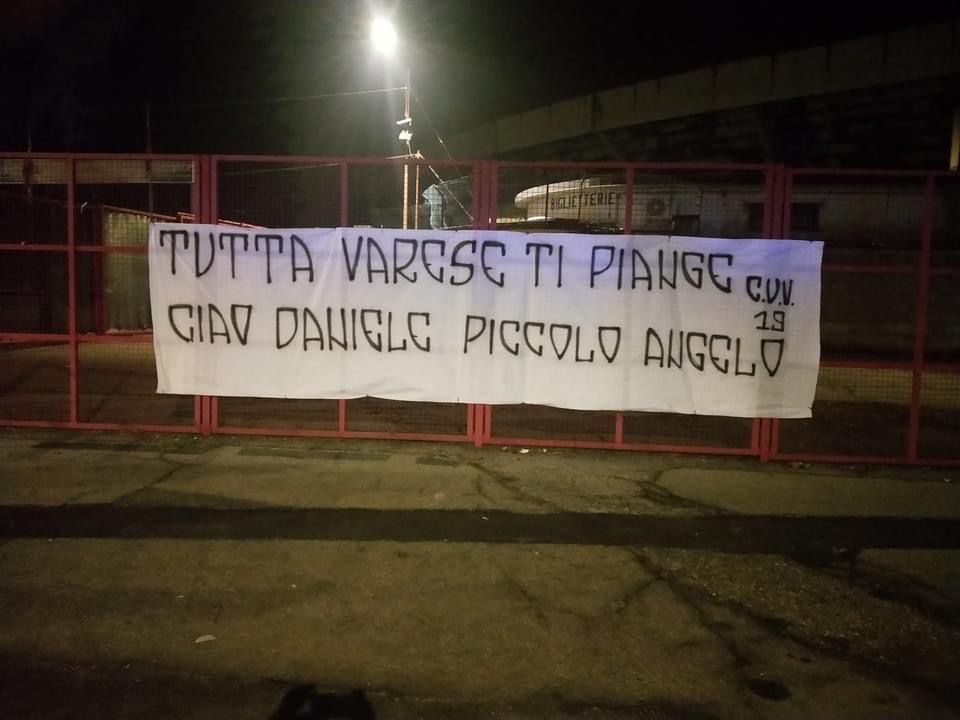 BIGLIETTERIE
TUTTA VARESE TI PIANGE C.U.V.
19
CIAO DANIELE PICCOLO ANGELO